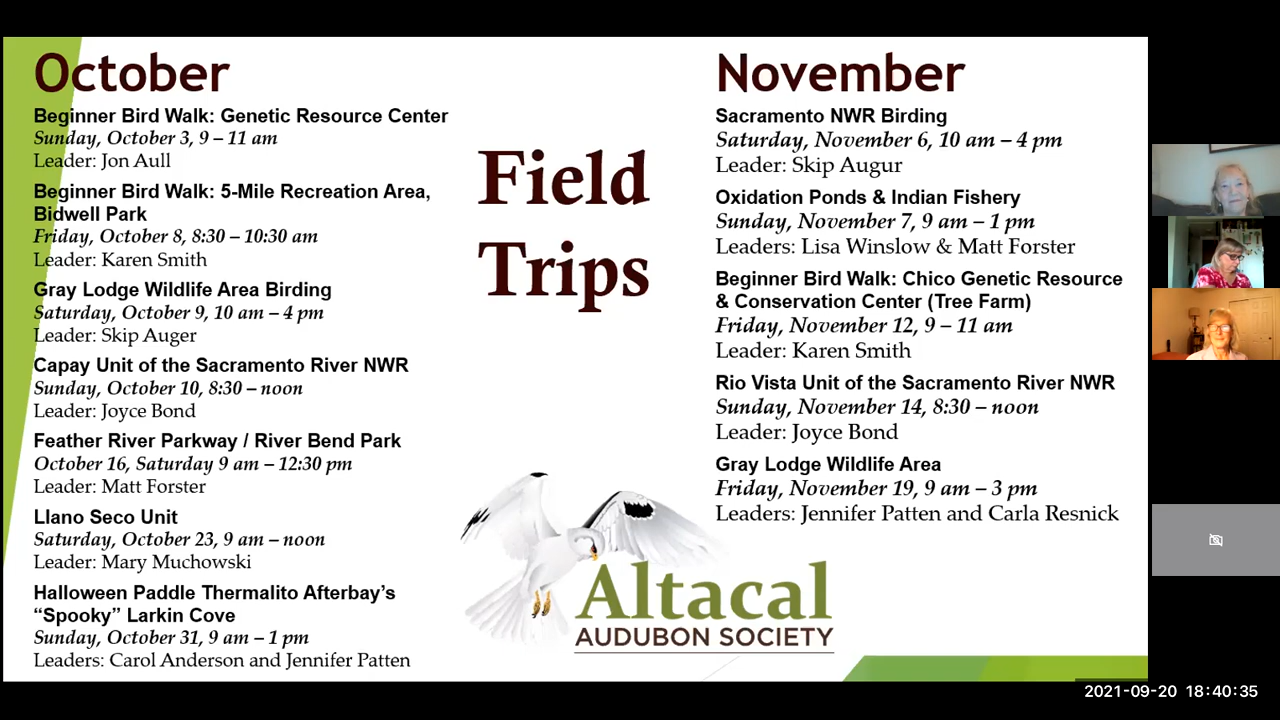 October
Beginner Bird Walk: Genetic Resource Center
Sunday, October 3, 9 – 11 am
Leader: Jon Aull
Beginner Bird Walk: 5-Mile Recreation Area,
Bidwell Park
Friday, October 8, 8:30 – 10:30 am
Leader: Karen Smith
Gray Lodge Wildlife Area Birding
Saturday, October 9, 10 am – 4 pm
Leader: Skip Auger
Capay Unit of the Sacramento River NWR
Sunday, October 10, 8:30 – noon
Leader: Joyce Bond
Feather River Parkway / River Bend Park
October 16, Saturday 9 am – 12:30 pm
Leader: Matt Forster
Llano Seco Unit
Saturday, October 23, 9 am – noon
Leader: Mary Muchowski
Halloween Paddle Thermalito Afterbay’s
“Spooky” Larkin Cove
Sunday, October 31, 9 am – 1 pm
Leaders: Carol Anderson and Jennifer Patten
Field
Trips
Altacal
AUDUBON SOCIETY
November
Sacramento NWR Birding
Saturday, November 6, 10 am – 4 pm
Leader: Skip Augur
Oxidation Ponds & Indian Fishery
Sunday, November 7, 9 am – 1 pm
Leaders: Lisa Winslow & Matt Forster
Beginner Bird Walk: Chico Genetic Resource
& Conservation Center (Tree Farm)
Friday, November 12, 9 – 11 am
Leader: Karen Smith
Rio Vista Unit of the Sacramento River NWR
Sunday, November 14, 8:30 – noon
Leader: Joyce Bond
Gray Lodge Wildlife Area
Friday, November 19, 9 am – 3 pm
Leaders: Jennifer Patten and Carla Resnick
2021-09-20 18:40:35